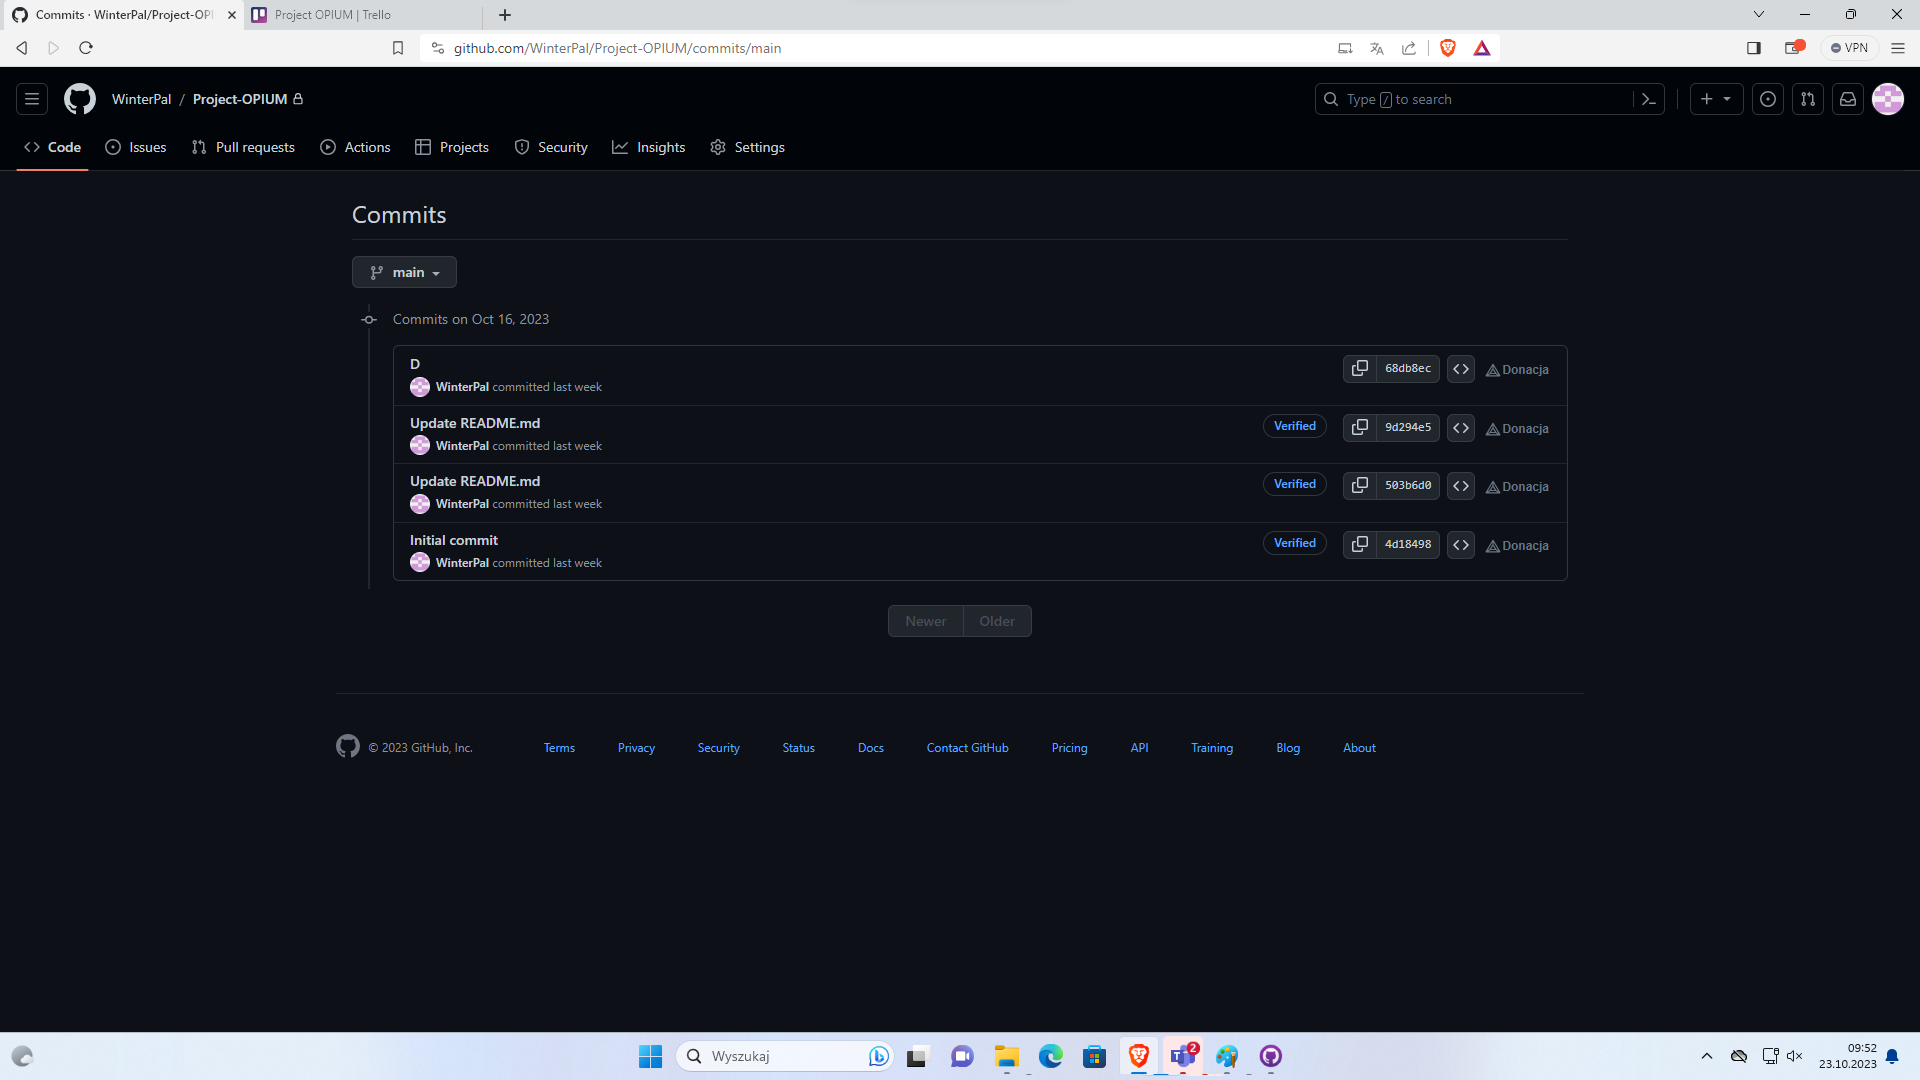 Commits · WinterPal/Project-OPI
Project OPIUM | Trello
github.com/WinterPal/Project-OPIUM/commits/main
VPN
WinterPal / Project-OPIUM
Type / to search
Code
Issues
Pull requests
Actions
Projects
Security
Insights
Settings
Commits
main
Commits on Oct 16, 2023
D
WinterPal committed last week
68db8ec
Donacja
Update README.md
WinterPal committed last week
Verified
9d294e5
Donacja
Update README.md
WinterPal committed last week
Verified
503b6d0
Donacja
Initial commit
WinterPal committed last week
Verified
4d18498
Donacja
Newer
Older
© 2023 GitHub, Inc.
Terms
Privacy
Security
Status
Docs
Contact GitHub
Pricing
API
Training
Blog
About
Wyszukaj
2
09:52
23.10.2023